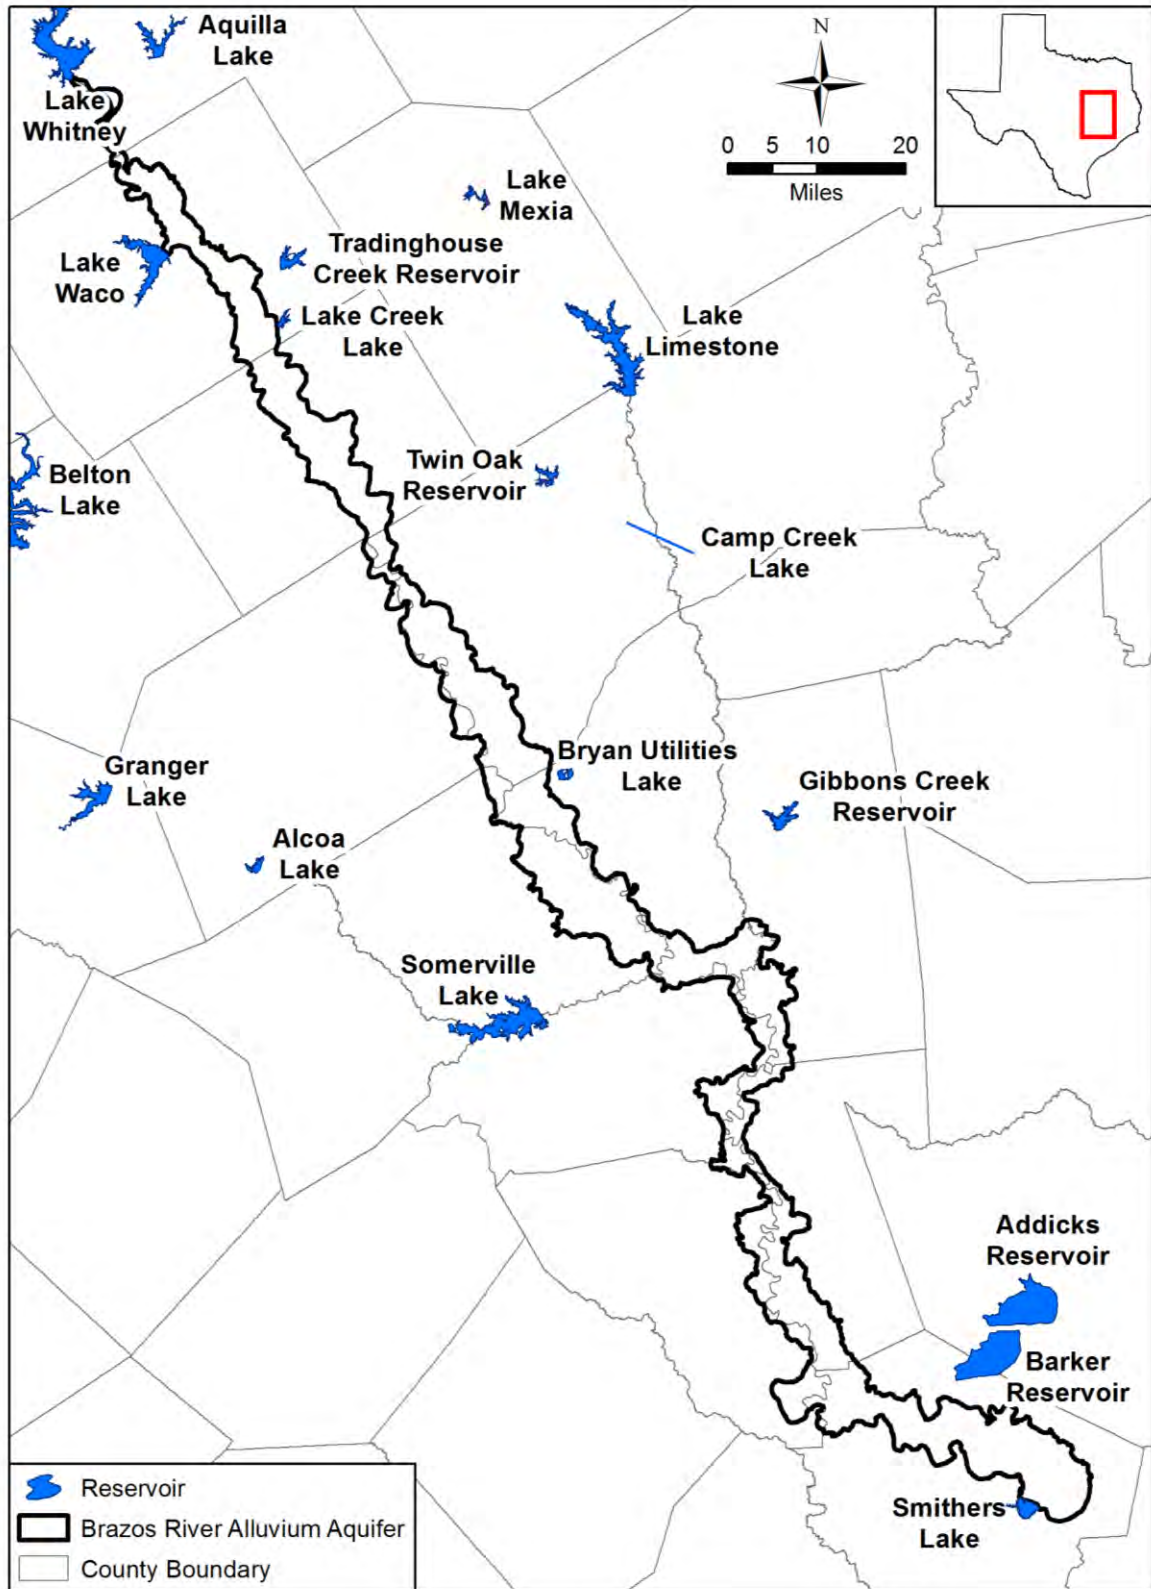 Aquilla
Lake
N
Lake
Whitney
0 5 10 20
Miles
Lake
Mexia
Tradinghouse
Creek Reservoir
Lake
Waco
Lake Creek
Lake
Lake
Limestone
Belton
Lake
Twin Oak
Reservoir
Camp Creek
Lake
Granger
Lake
Bryan Utilities
Lake
Gibbons Creek
Reservoir
Alcoa
Lake
Somerville
Lake
Addicks
Reservoir
Barker
Reservoir
Smithers
Lake
Reservoir
Brazos River Alluvium Aquifer
County Boundary